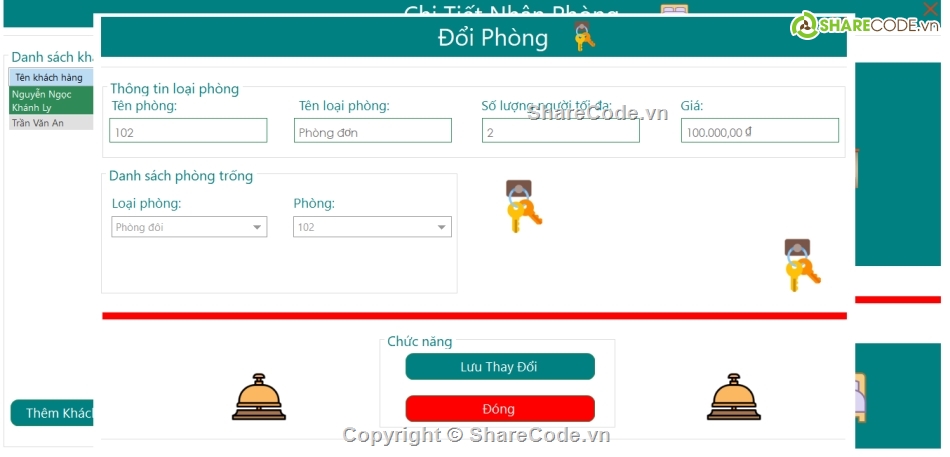 Chi Tiết Nhận Phòng
SHARECODE.vn
Đổi Phòng
Danh sách kh
Tên khách hàng
Nguyễn Ngọc
Khánh Ly
Trần Văn An
Thông tin loại phòng
Tên phòng:
Tên loại phòng:
Số lượng người tối đa:
Giá:
ShareCode.vn
102
Phòng đơn
2
100.000,00 ₫
Danh sách phòng trống
Loại phòng:
Phòng:
Phòng đôi
102
Chức năng
Lưu Thay Đổi
Thêm Khác
Đóng
Copyright © ShareCode.vn